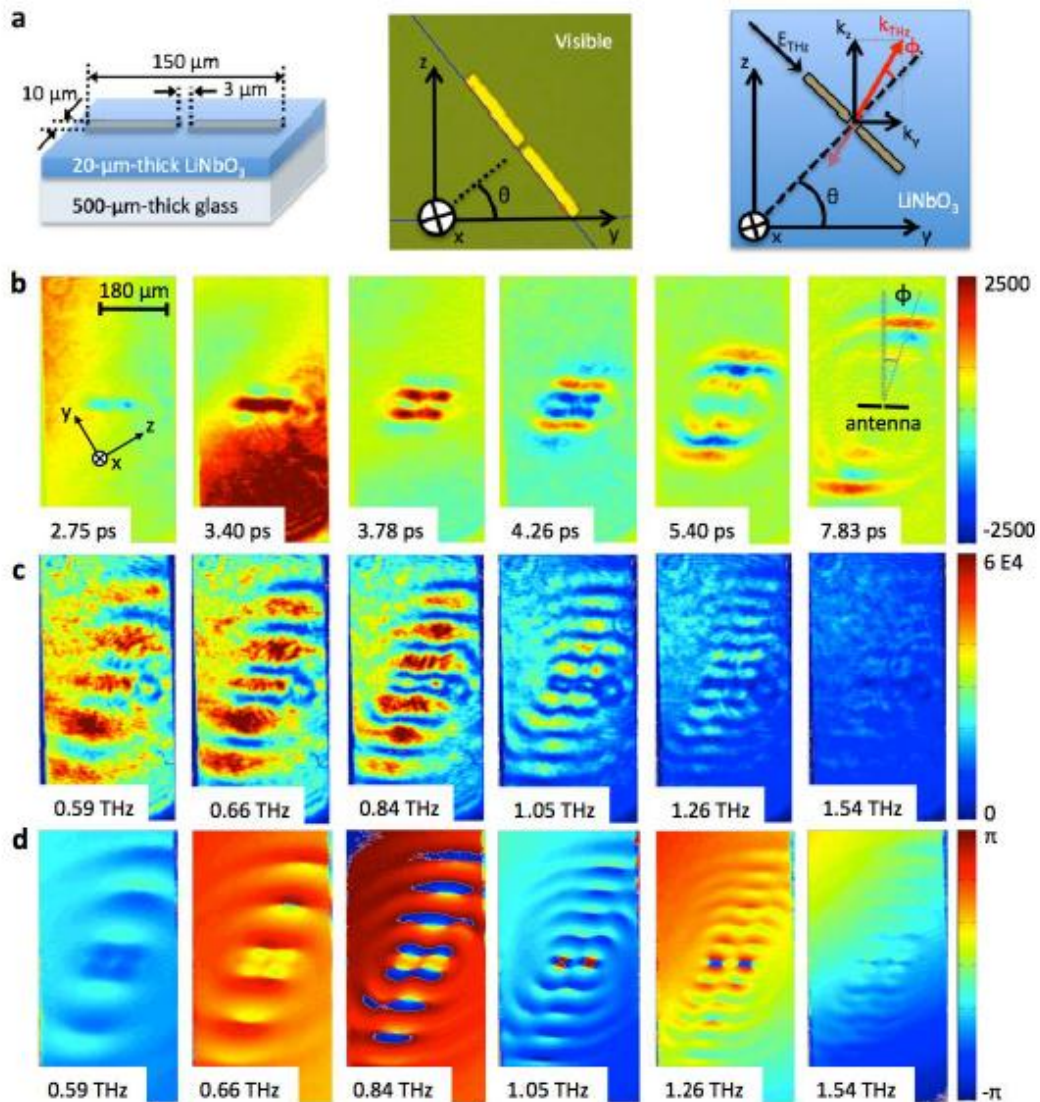 a
150 μm
10 μm
3 μm
20-μm-thick LiNbO₃
500-μm-thick glass
Visible
z
θ
x
y
E_THz
k_z
k_THz
ϕ
k_y
z
θ
LiNbO₃
x
y
b
180 μm
y
z
x
ϕ
antenna
2500
-2500
2.75 ps
3.40 ps
3.78 ps
4.26 ps
5.40 ps
7.83 ps
c
6 E4
0
0.59 THz
0.66 THz
0.84 THz
1.05 THz
1.26 THz
1.54 THz
d
π
-π
0.59 THz
0.66 THz
0.84 THz
1.05 THz
1.26 THz
1.54 THz